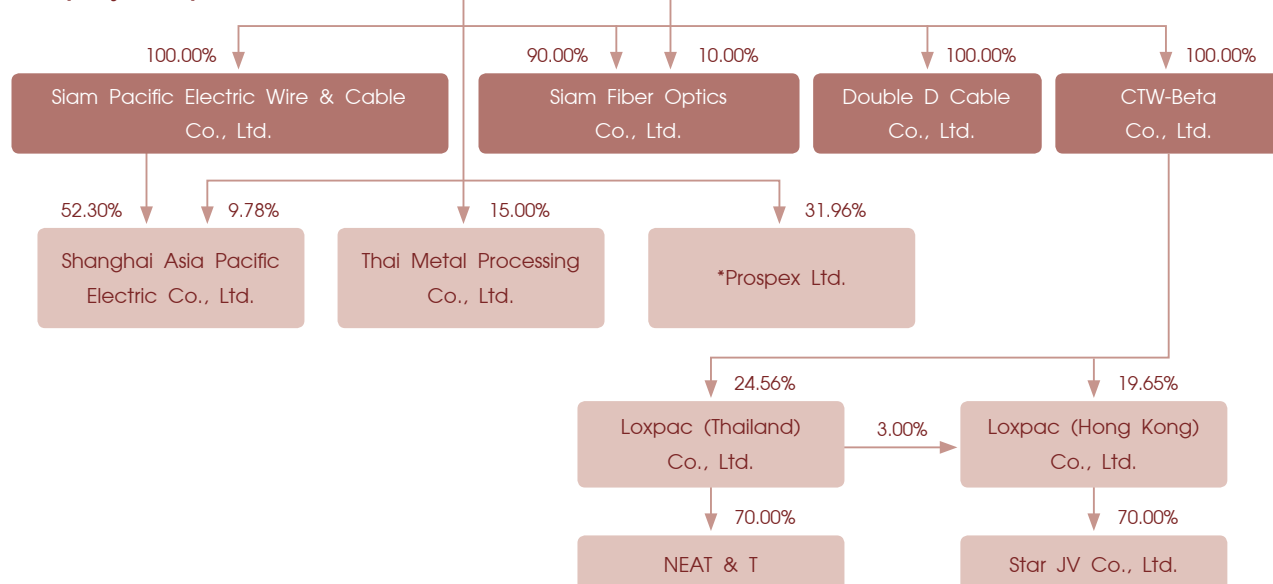 100.00%
90.00%
10.00%
100.00%
100.00%
Siam Pacific Electric Wire & Cable
Co., Ltd.
Siam Fiber Optics
Co., Ltd.
Double D Cable
Co., Ltd.
CTW-Beta
Co., Ltd.
52.30%
9.78%
15.00%
31.96%
Shanghai Asia Pacific
Electric Co., Ltd.
Thai Metal Processing
Co., Ltd.
*Prospex Ltd.
24.56%
19.65%
Loxpac (Thailand)
Co., Ltd.
3.00%
Loxpac (Hong Kong)
Co., Ltd.
70.00%
70.00%
NEAT & T
Star JV Co., Ltd.